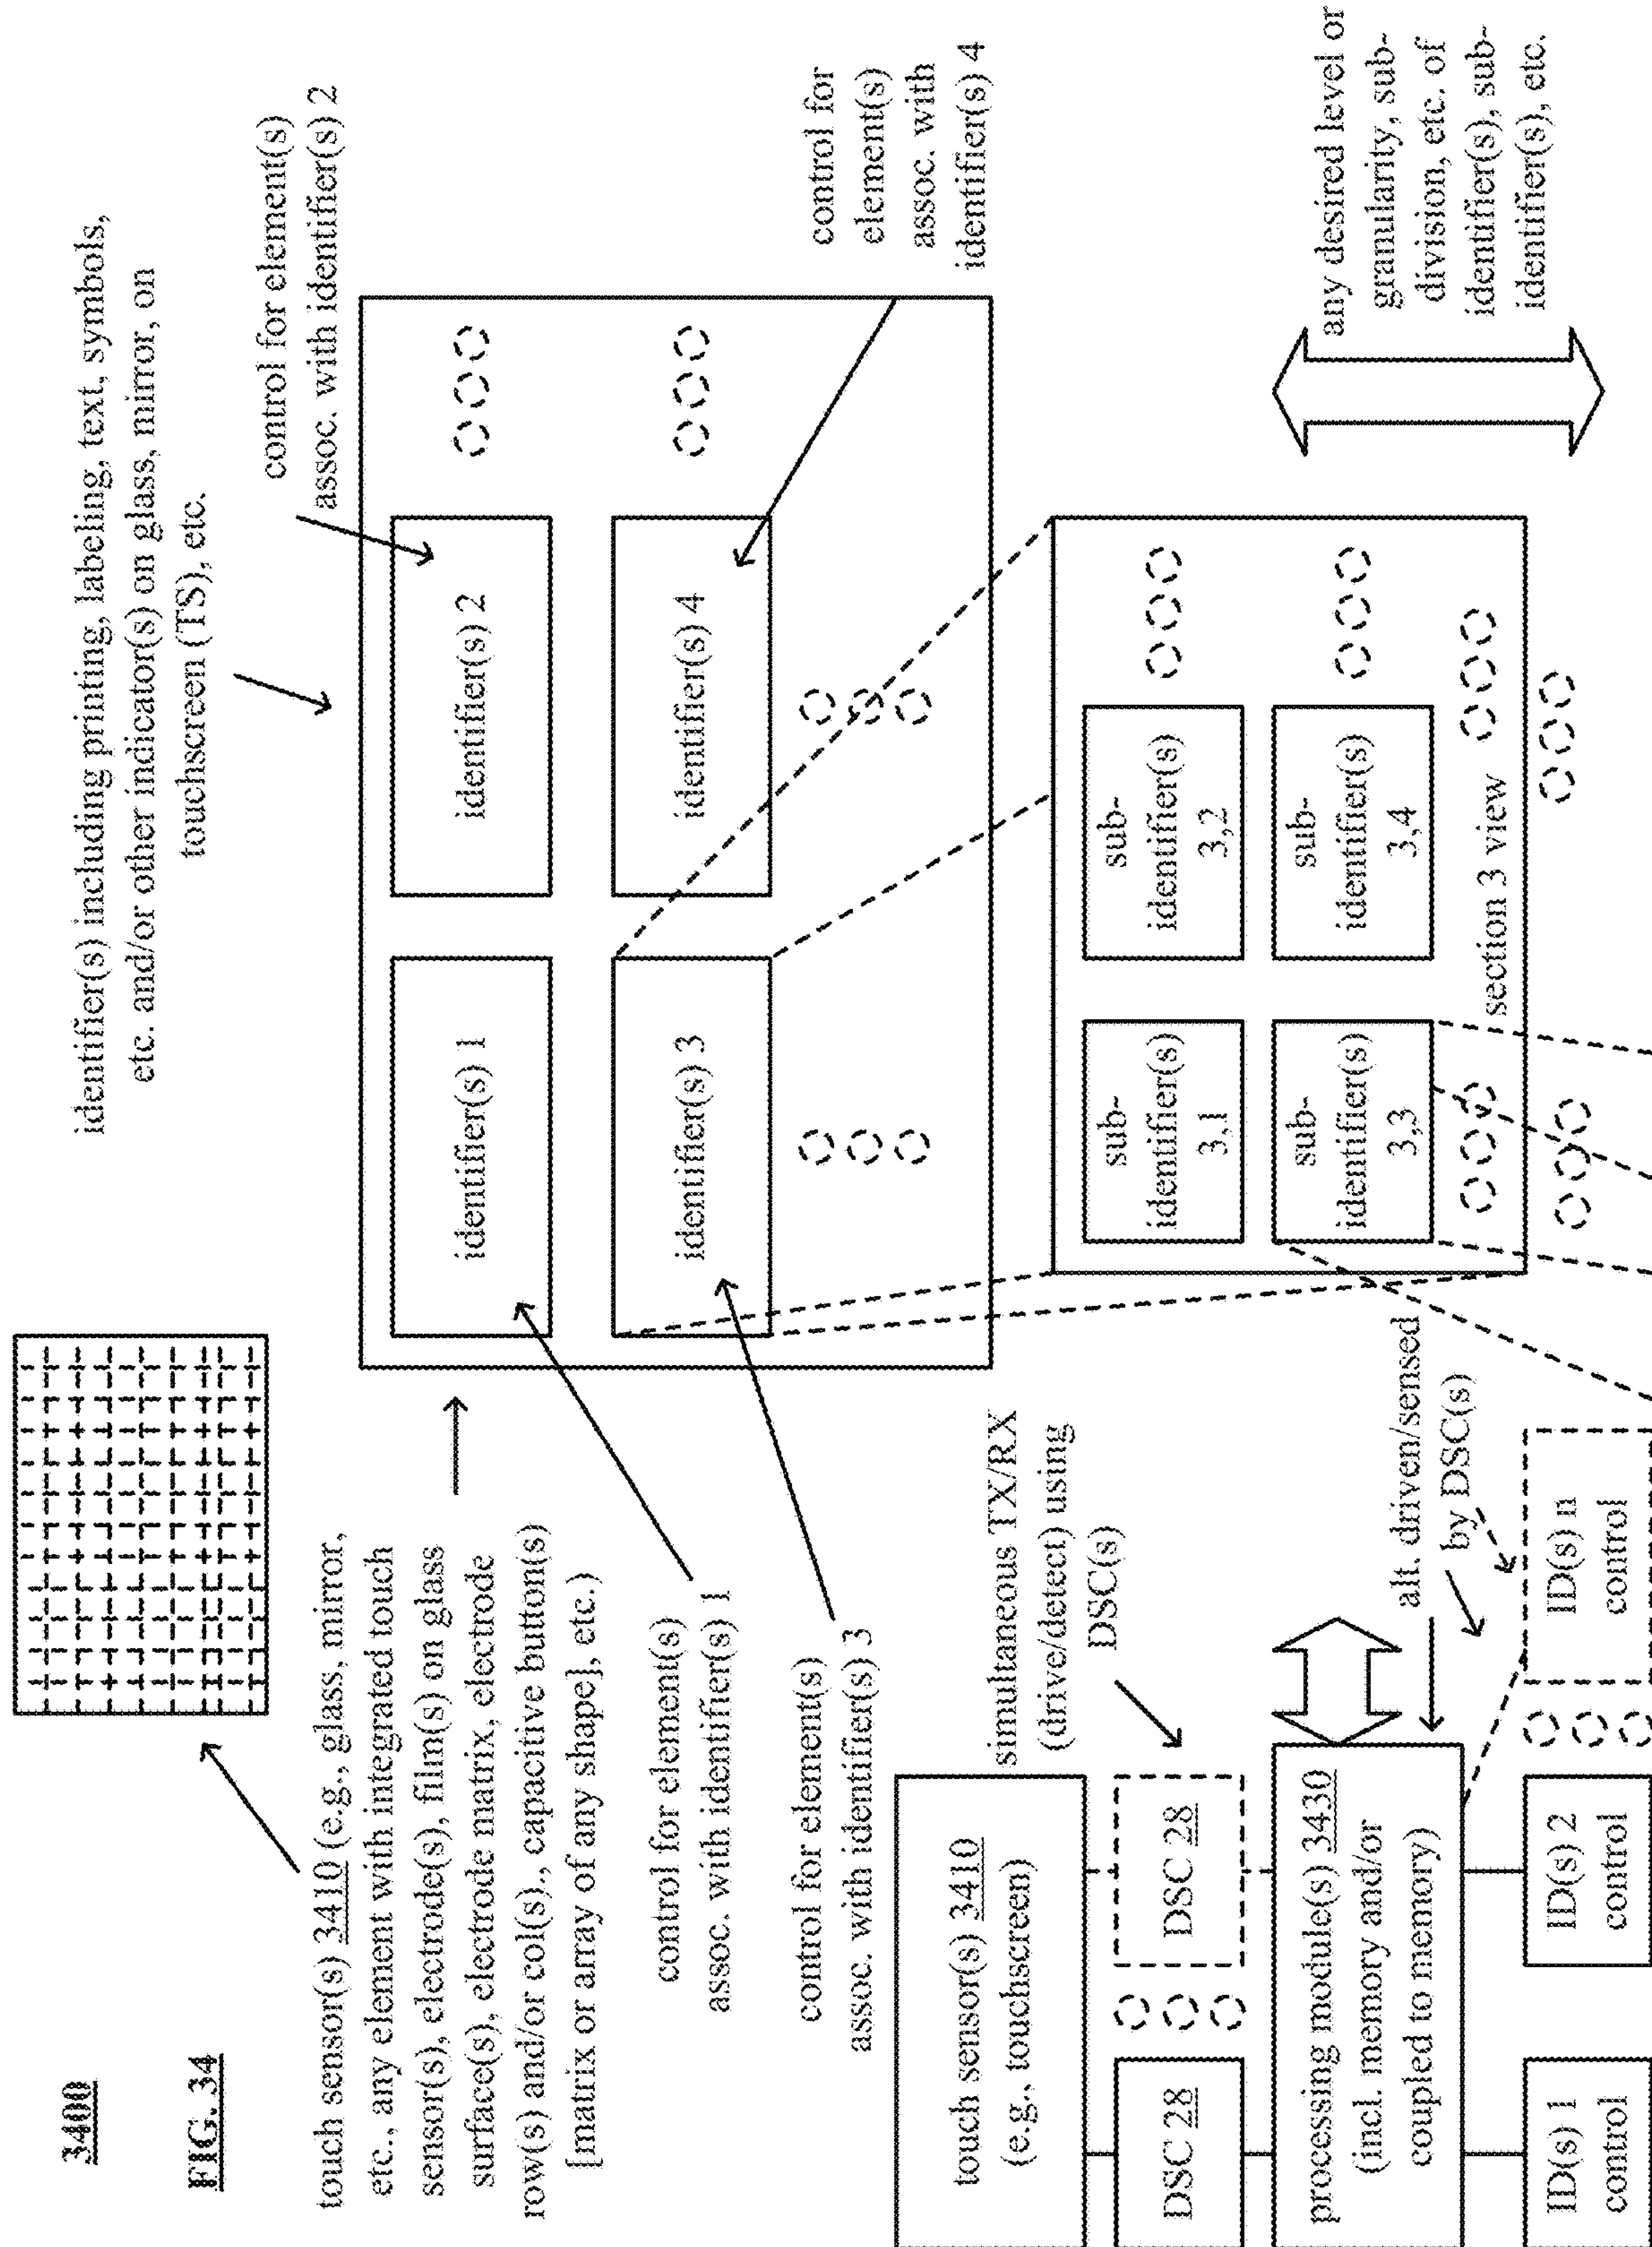 3400
FIG. 34
touch sensor(s) 3410 (e.g., glass, mirror,
etc., any element with integrated touch
sensor(s), electrode(s), film(s) on glass
surface(s), electrode matrix, electrode
row(s) and/or col(s)., capacitive button(s)
[matrix or array of any shape], etc.)
identifier(s) including printing, labeling, text, symbols,
etc. and/or other indicator(s) on glass, mirror, on
touchscreen (TS), etc.
control for element(s)
assoc. with identifier(s) 2
identifier(s) 1
identifier(s) 2
identifier(s) 3
identifier(s) 4
control for element(s)
assoc. with identifier(s) 1
control for element(s)
assoc. with identifier(s) 3
control for
element(s)
assoc. with
identifier(s) 4
touch sensor(s) 3410
(e.g., touchscreen)
simultaneous TX/RX
(drive/detect) using
DSC(s)
DSC 28
DSC 28
processing module(s) 3430
(incl. memory and/or
coupled to memory)
alt. driven/sensed
by DSC(s)
ID(s) 1
control
ID(s) 2
control
ID(s) n
control
sub-
identifier(s)
3,1
sub-
identifier(s)
3,2
sub-
identifier(s)
3,3
sub-
identifier(s)
3,4
section 3 view
any desired level or
granularity, sub-
division, etc. of
identifier(s), sub-
identifier(s), etc.